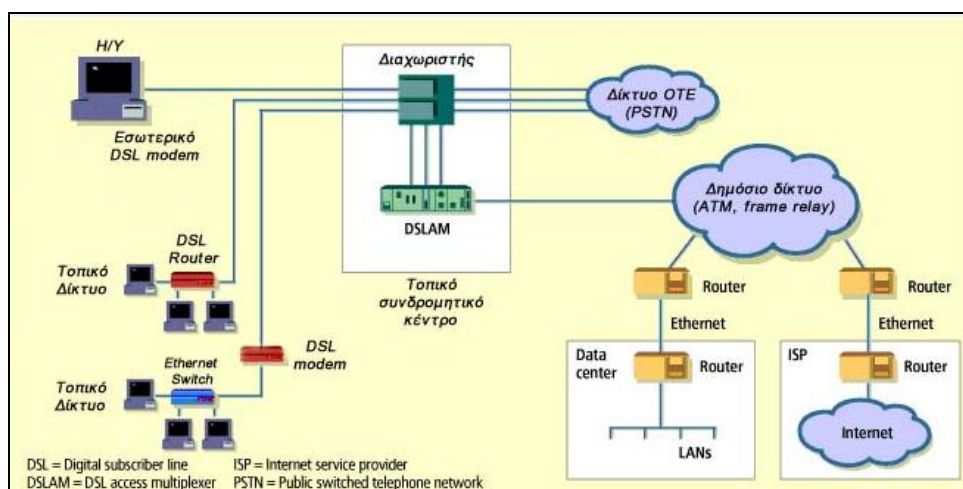 Η/Υ
Εσωτερικό
DSL modem
Διαχωριστής
DSLAM
Τοπικό
συνδρομητικό
κέντρο
Δίκτυο ΟΤΕ
(PSTN)
Δημόσιο δίκτυο
(ATM, frame relay)
DSL
Router
Τοπικό
Δίκτυο
DSL
modem
Ethernet
Switch
Τοπικό
Δίκτυο
Router
Router
Ethernet
Ethernet
Data
center
Router
LANs
ISP
Router
Internet
DSL = Digital subscriber line
ISP = Internet service provider
DSLAM = DSL access multiplexer
PSTN = Public switched telephone network